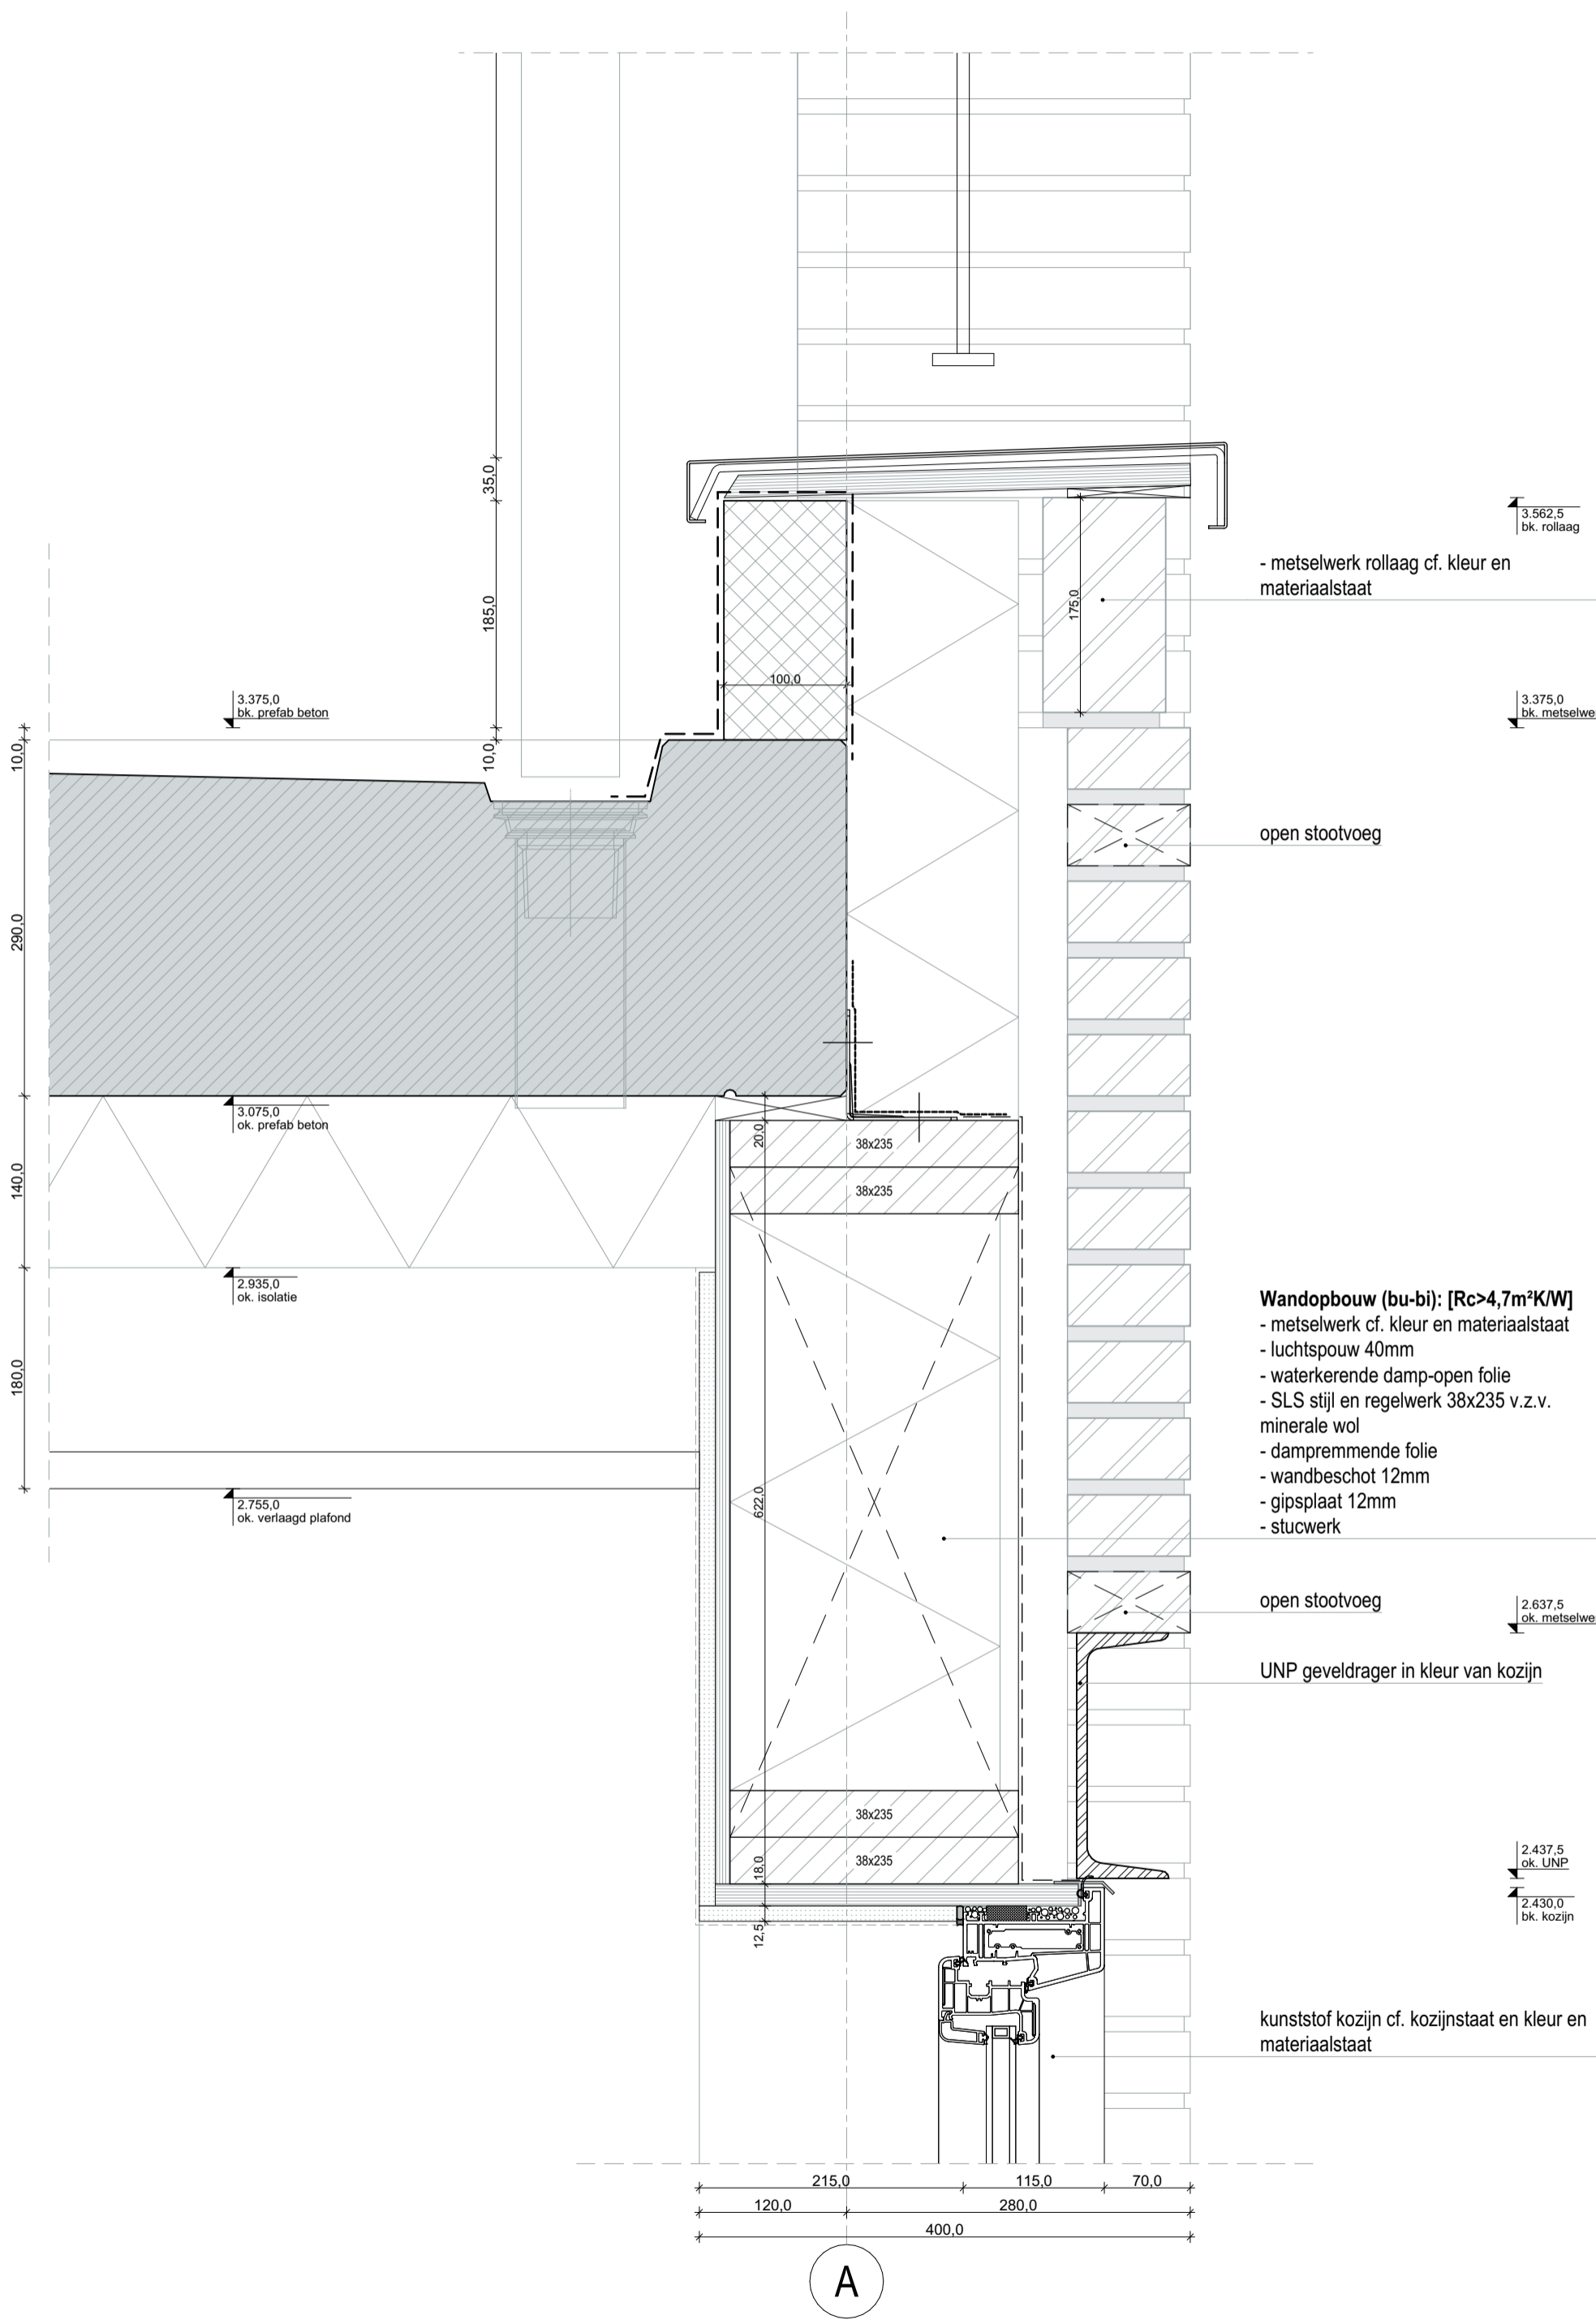 35,0
3.562,5
bk. rollaag
- metselwerk rollaag cf. kleur en
materiaalstaat
185,0
175,0
100,0
3.375,0
bk. prefab beton
3.375,0
bk. metselwe
10,0
10,0
open stootvoeg
290,0
3.075,0
ok. prefab beton
20,0
38x235
38x235
140,0
2.935,0
ok. isolatie
180,0
Wandopbouw (bu-bi): [Rc>4,7m²K/W]
- metselwerk cf. kleur en materiaalstaat
- luchtspouw 40mm
- waterkerende damp-open folie
- SLS stijl en regelwerk 38x235 v.z.v.
minerale wol
- dampremmende folie
- wandbeschot 12mm
- gipsplaat 12mm
- stucwerk
2.755,0
ok. verlaagd plafond
622,0
open stootvoeg
2.637,5
ok. metselwe
UNP geveldrager in kleur van kozijn
38x235
38x235
18,0
2.437,5
ok. UNP
2.430,0
bk. kozijn
12,5
kunststof kozijn cf. kozijnstaat en kleur en
materiaalstaat
215,0 115,0 70,0
120,0 280,0
400,0
A